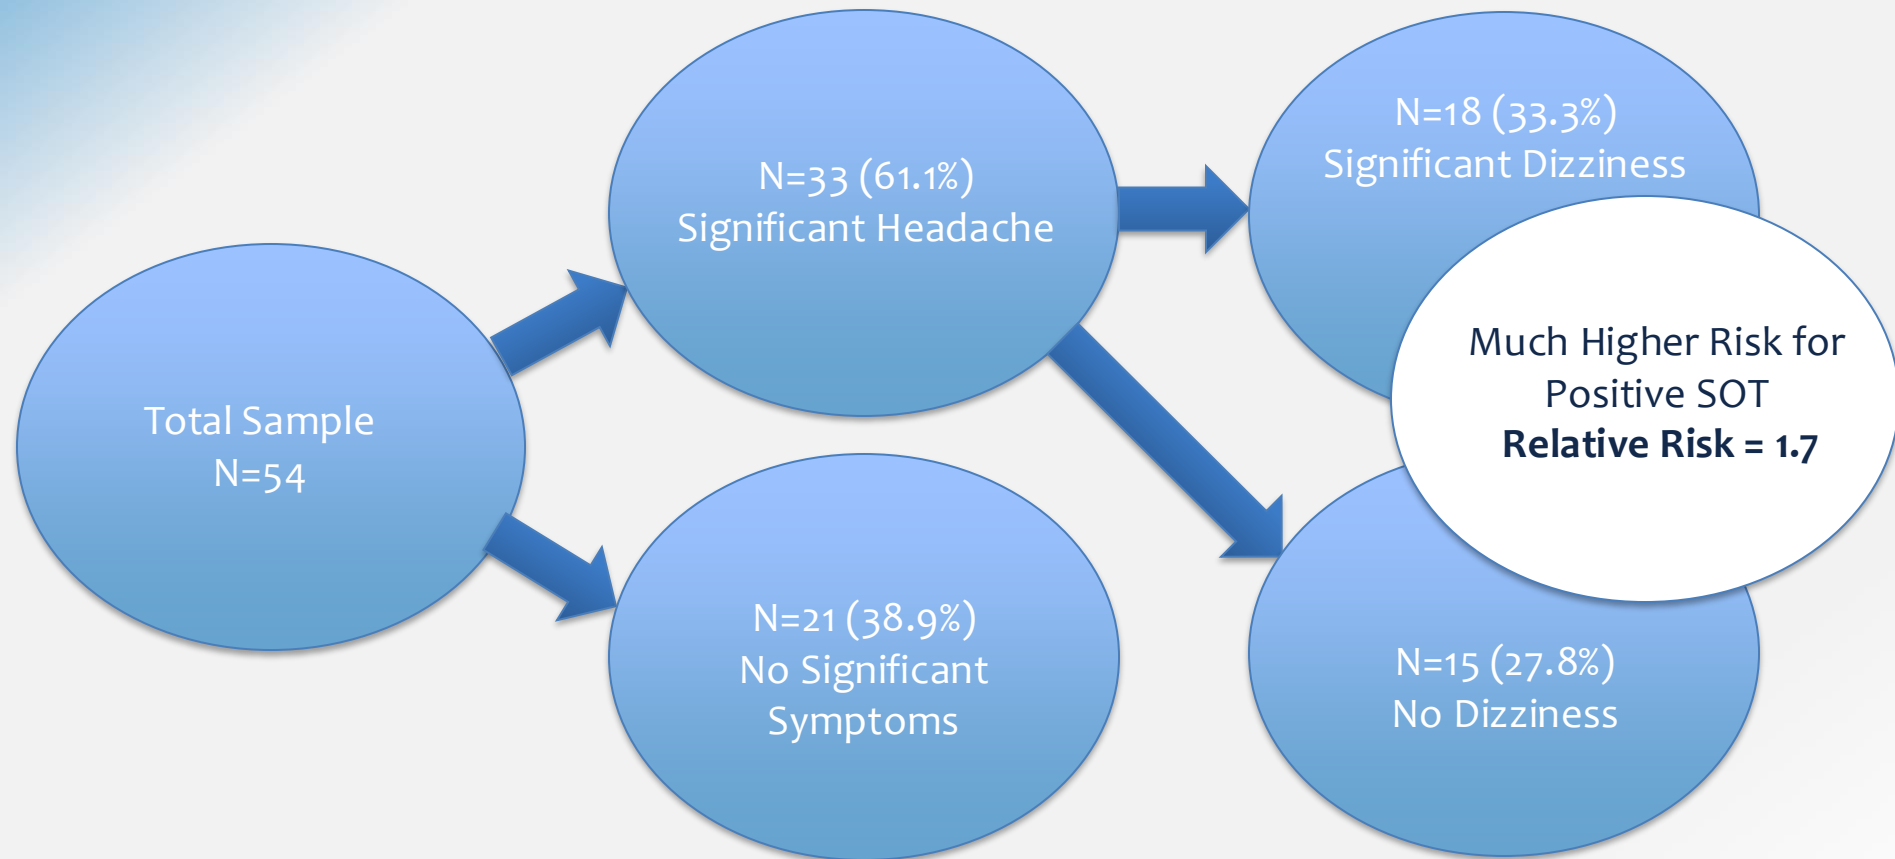 Total Sample
N=54
N=33 (61.1%)
Significant Headache
N=21 (38.9%)
No Significant
Symptoms
N=18 (33.3%)
Significant Dizziness
Much Higher Risk for
Positive SOT
Relative Risk = 1.7
N=15 (27.8%)
No Dizziness